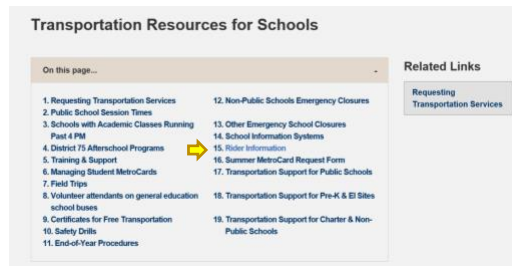 Transportation Resources for Schools
On this page...
-
1. Requesting Transportation Services
2. Public School Session Times
3. Schools with Academic Classes Running
Past 4 PM
4. District 75 Afterschool Programs
5. Training & Support
6. Managing Student MetroCards
7. Field Trips
8. Volunteer attendants on general education
school buses
9. Certificates for Free Transportation
10. Safety Drills
11. End-of-Year Procedures
12. Non-Public Schools Emergency Closures
13. Other Emergency School Closures
14. School Information Systems
15. Rider Information
16. Summer MetroCard Request Form
17. Transportation Support for Public Schools
18. Transportation Support for Pre-K & EI Sites
19. Transportation Support for Charter & Non-
Public Schools
Related Links
Requesting
Transportation Services